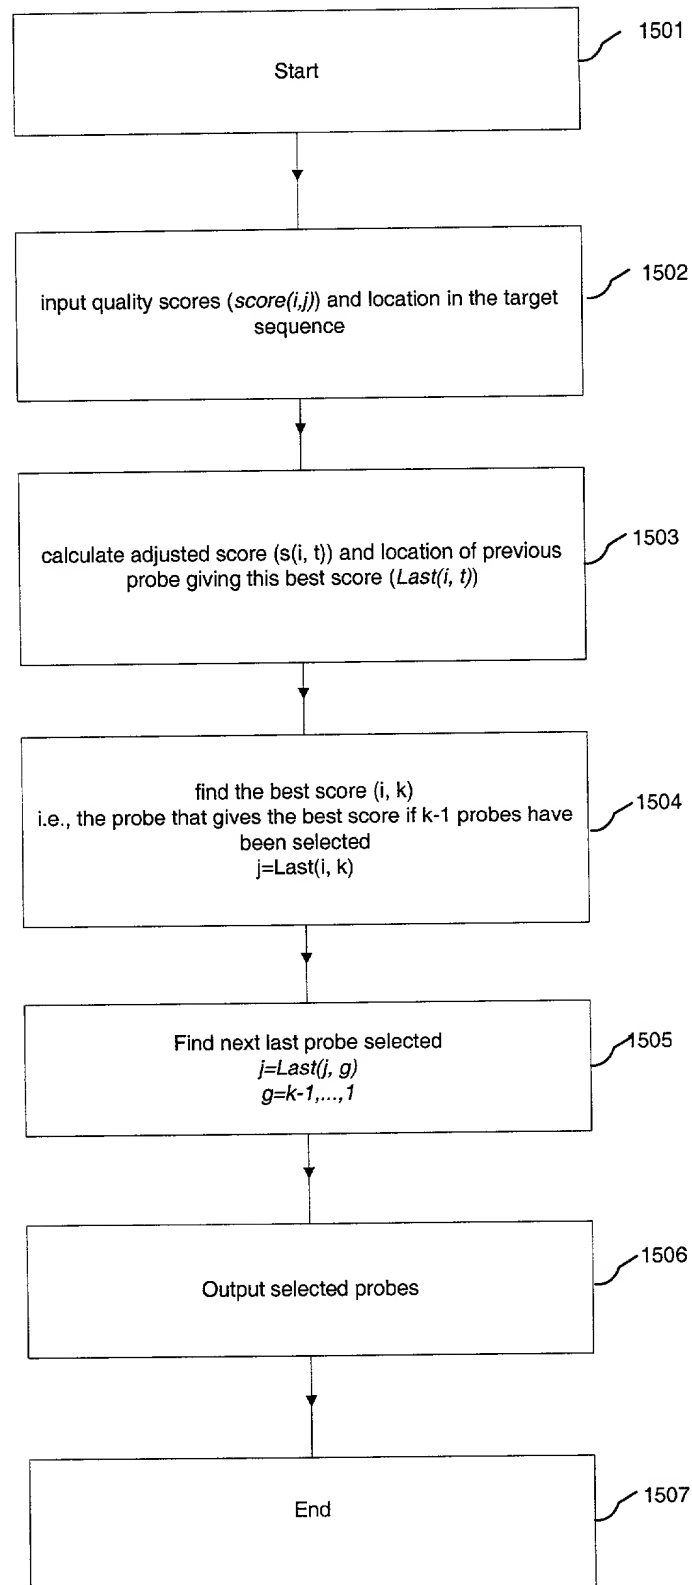 Start
1501
input quality scores (score(i,j)) and location in the target
sequence
1502
calculate adjusted score (s(i, t)) and location of previous
probe giving this best score (Last(i, t))
1503
find the best score (i, k)
i.e., the probe that gives the best score if k-1 probes have
been selected
j=Last(i, k)
1504
Find next last probe selected
j=Last(j, g)
g=k-1,...,1
1505
Output selected probes
1506
End
1507